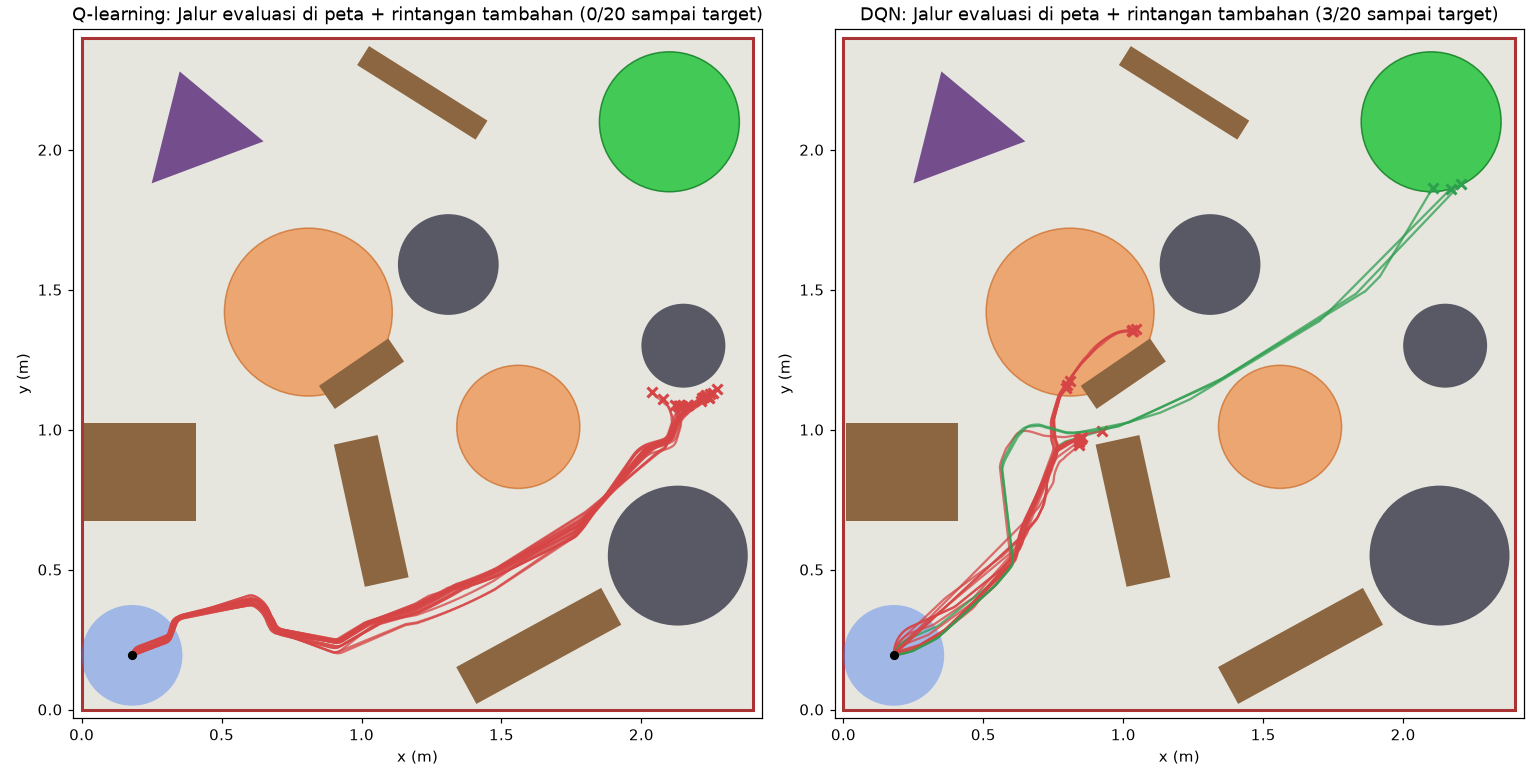 Q-learning: Jalur evaluasi di peta + rintangan tambahan (0/20 sampai target)
y (m)
2.0
1.5
1.0
0.5
0.0
0.0 0.5 1.0 1.5 2.0
x (m)
DQN: Jalur evaluasi di peta + rintangan tambahan (3/20 sampai target)
y (m)
2.0
1.5
1.0
0.5
0.0
0.0 0.5 1.0 1.5 2.0
x (m)